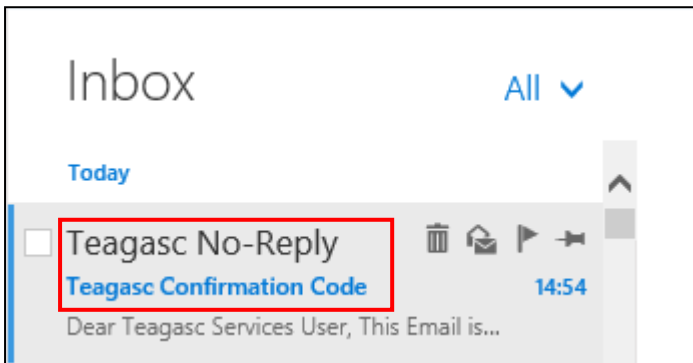 Inbox
All
Today
Teagasc No-Reply
Teagasc Confirmation Code
14:54
Dear Teagasc Services User, This Email is...